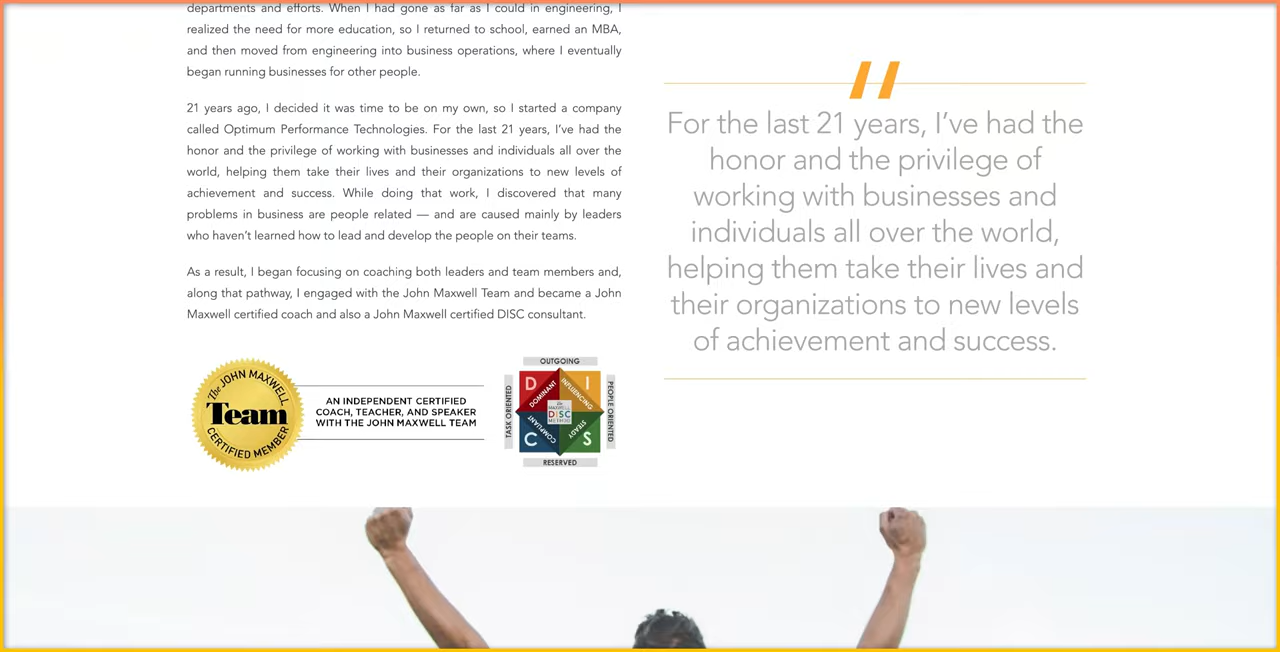 departments and efforts. When I had gone as far as I could in engineering, I
realized the need for more education, so I returned to school, earned an MBA,
and then moved from engineering into business operations, where I eventually
began running businesses for other people.
21 years ago, I decided it was time to be on my own, so I started a company
called Optimum Performance Technologies. For the last 21 years, I’ve had the
honor and the privilege of working with businesses and individuals all over the
world, helping them take their lives and their organizations to new levels of
achievement and success. While doing that work, I discovered that many
problems in business are people related — and are caused mainly by leaders
who haven’t learned how to lead and develop the people on their teams.
As a result, I began focusing on coaching both leaders and team members and,
along that pathway, I engaged with the John Maxwell Team and became a John
Maxwell certified coach and also a John Maxwell certified DISC consultant.
The JOHN MAXWELL
Team
CERTIFIED MEMBER
AN INDEPENDENT CERTIFIED
COACH, TEACHER, AND SPEAKER
WITH THE JOHN MAXWELL TEAM
OUTGOING
TASK ORIENTED
PEOPLE ORIENTED
D
DOMINANT
I
INFLUENCING
The
MAXWELL
DISC
METHOD
C
COMPLIANT
S
STEADY
RESERVED
"
For the last 21 years, I’ve had the
honor and the privilege of
working with businesses and
individuals all over the world,
helping them take their lives and
their organizations to new levels
of achievement and success.